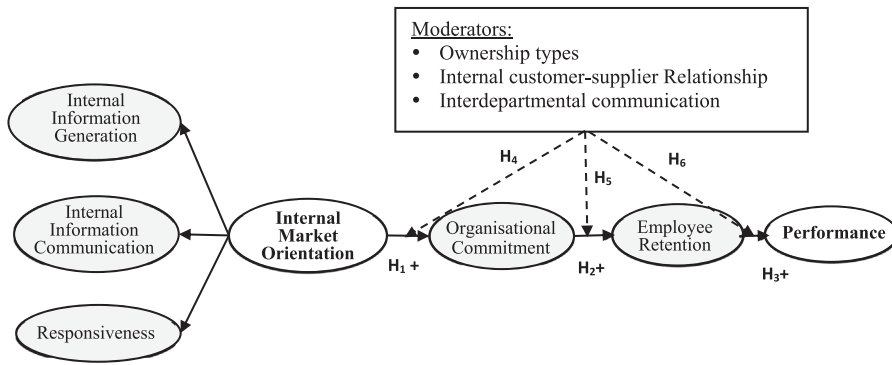 Moderators:
• Ownership types
• Internal customer-supplier Relationship
• Interdepartmental communication
Internal
Information
Generation
Internal
Information
Communication
Responsiveness
Internal
Market
Orientation
H₁ +
H₄
Organisational
Commitment
H₅
H₂+
Employee
Retention
H₆
H₃+
Performance